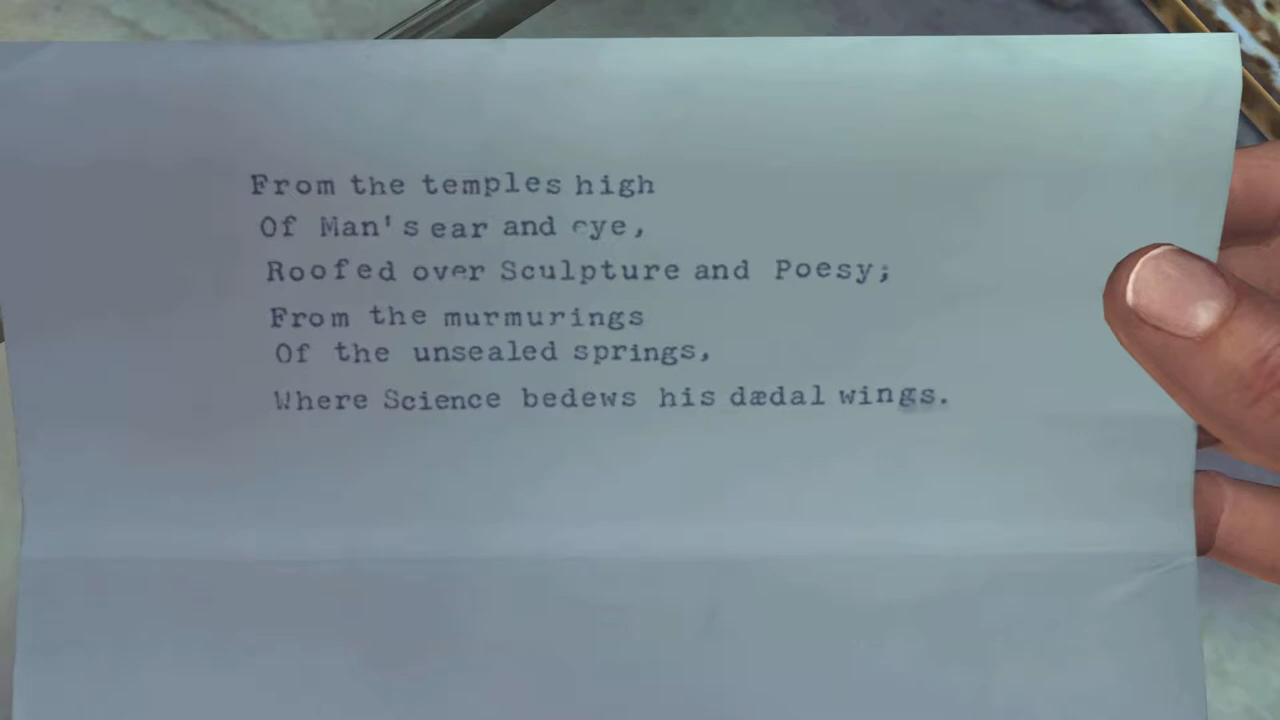 From the temples high
Of Man's ear and eye,
Roofed over Sculpture and Poesy;
From the murmurings
Of the unsealed springs,
Where Science bedews his dædal wings.